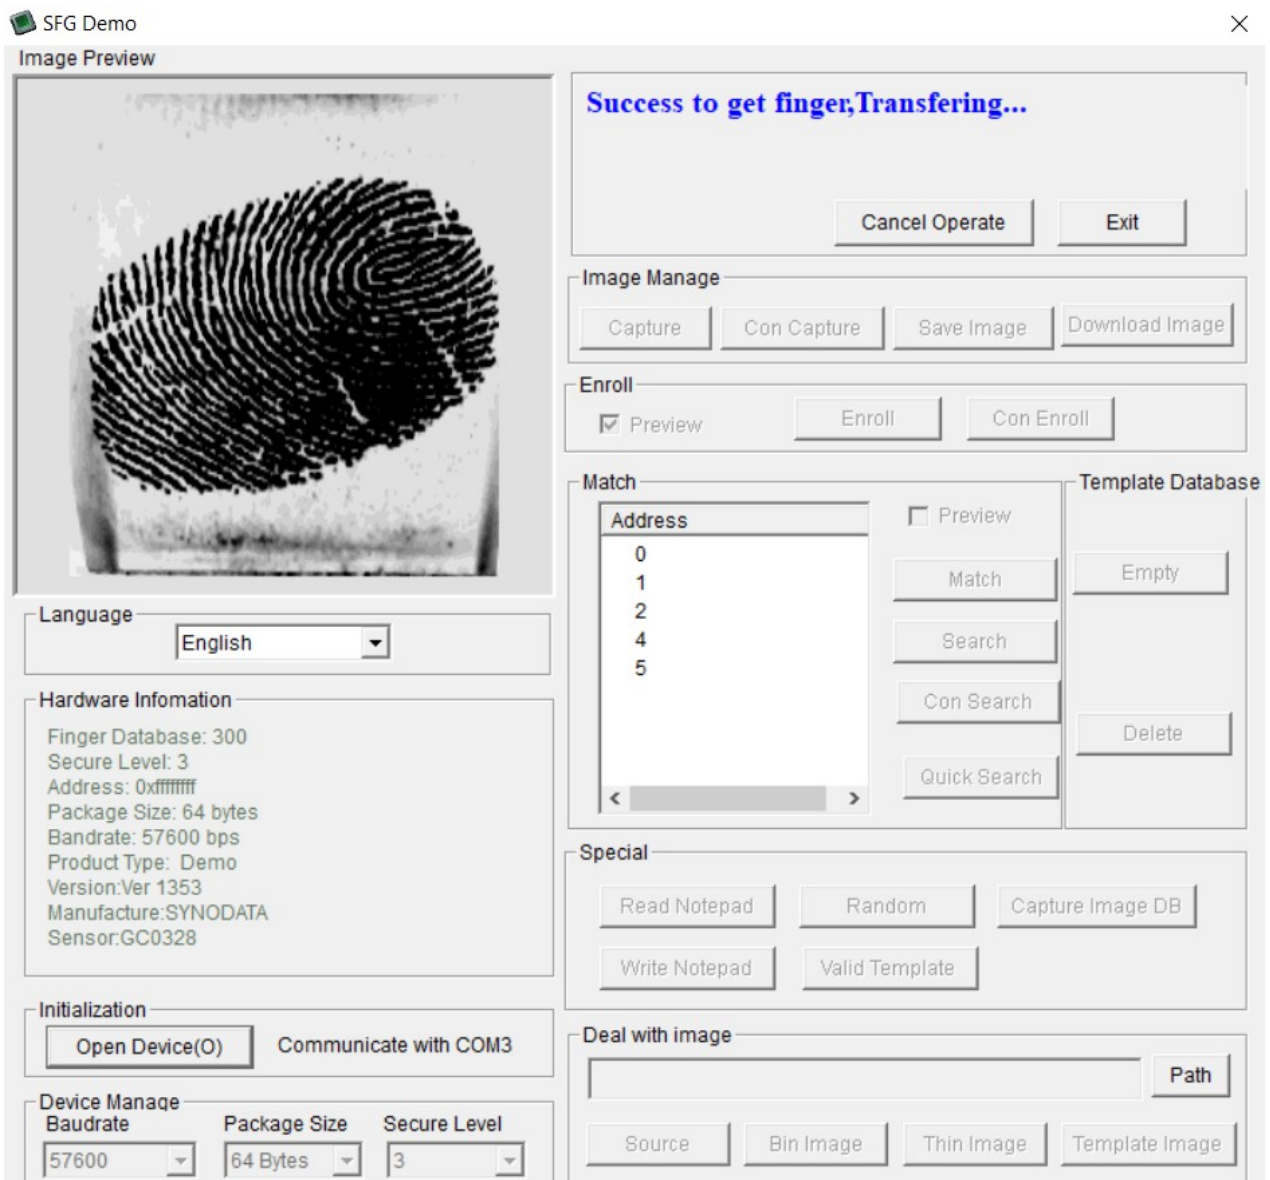 SFG Demo
Image Preview
Success to get finger,Transfering...
Cancel Operate
Exit
Image Manage
Capture
Con Capture
Save Image
Download Image
Enroll
Preview
Enroll
Con Enroll
Match
Address
0
1
2
4
5
Preview
Match
Search
Con Search
Quick Search
Template Database
Empty
Delete
Language
English
Hardware Infomation
Finger Database: 300
Secure Level: 3
Address: 0xffffffff
Package Size: 64 bytes
Bandrate: 57600 bps
Product Type:  Demo
Version:Ver 1353
Manufacture:SYNODATA
Sensor:GC0328
Special
Read Notepad
Random
Capture Image DB
Write Notepad
Valid Template
Initialization
Open Device(O)
Communicate with COM3
Deal with image
Path
Source
Bin Image
Thin Image
Template Image
Device Manage
Baudrate
Package Size
Secure Level
57600
64 Bytes
3